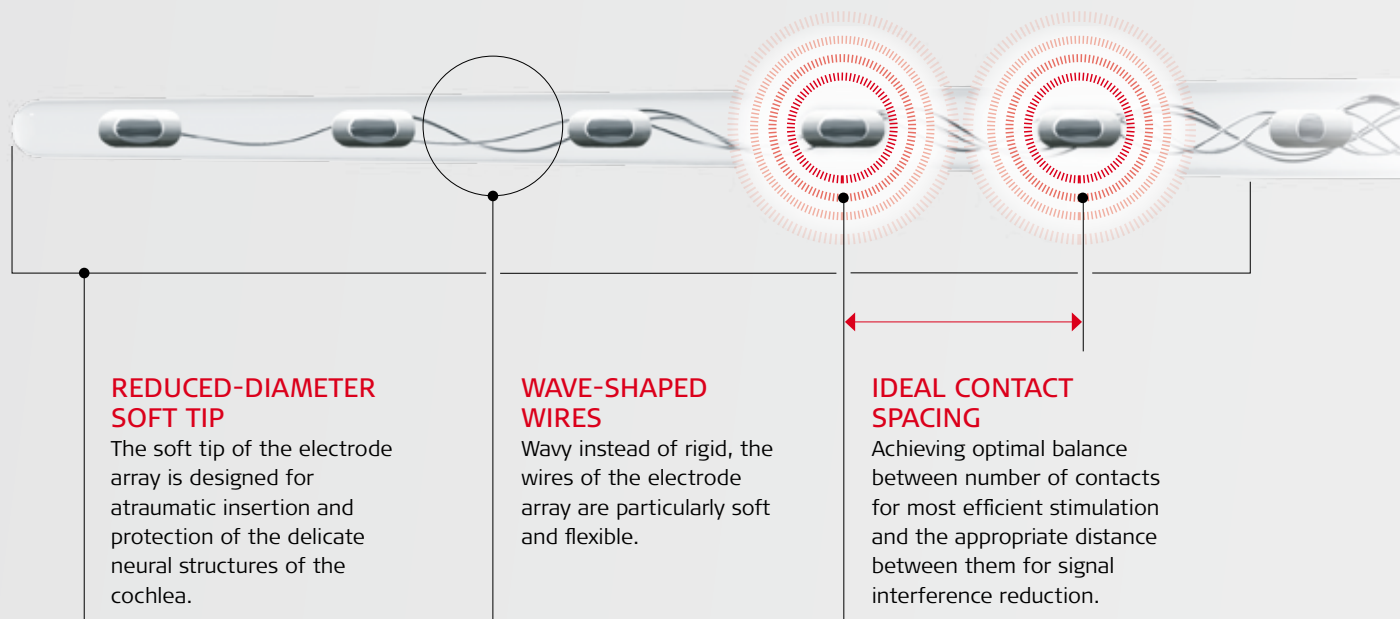 REDUCED-DIAMETER
SOFT TIP
The soft tip of the electrode
array is designed for
atraumatic insertion and
protection of the delicate
neural structures of the
cochlea.
WAVE-SHAPED
WIRES
Wavy instead of rigid, the
wires of the electrode
array are particularly soft
and flexible.
IDEAL CONTACT
SPACING
Achieving optimal balance
between number of contacts
for most efficient stimulation
and the appropriate distance
between them for signal
interference reduction.